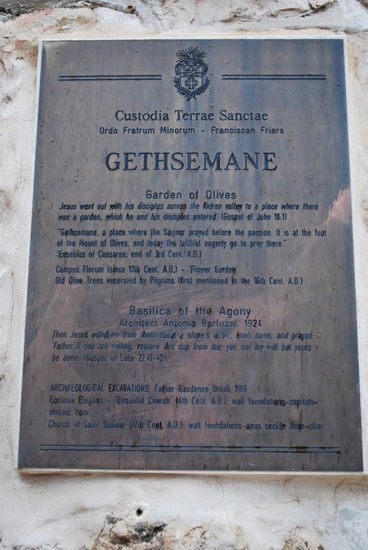 Custodia Terrae Sanctae
Ordo Fratrum Minorum - Franciscan Friars
GETHSEMANE
Garden of Olives
Jesus went out with his disciples across the Kidron valley to a place where there
was a garden, which he and his disciples entered. (Gospel of John 18:1)
"Gethsemane, a place where the Saviour prayed before the passion. It is at the foot
of the Mount of Olives, and today the faithful eagerly go to pray there."
(Eusebius of Caesarea; end of 3rd Cent. A.D.)
Campus Florum (since 13th Cent. A.D.) - 'Flower Garden'
Old Olive Trees venerated by Pilgrims (first mentioned in the 16th Cent. A.D.)
Basilica of the Agony
Architect Antonio Barluzzi, 1924
Then Jesus withdrew from them about a stone's throw, knelt down, and prayed:
'Father if you are willing, remove this cup from me; yet, not my will but yours
be done. (Gospel of Luke 22:41-42)
ARCHAEOLOGICAL EXCAVATIONS: Father Gaudence Orfali, 1919
Ecclesia Elegans - 'Beautiful Church' (4th Cent. A.D.): wall foundations-capitals-
mosaic floor
Church of Saint Saviour (12th Cent. A.D.): wall foundations-opus sectile floor-altar